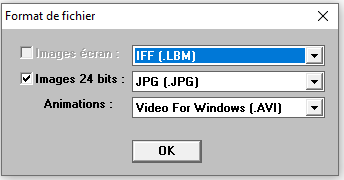 Format de fichier
Images écran : IFF (.LBM)
Images 24 bits : JPG (.JPG)
Animations : Video For Windows (.AVI)
OK